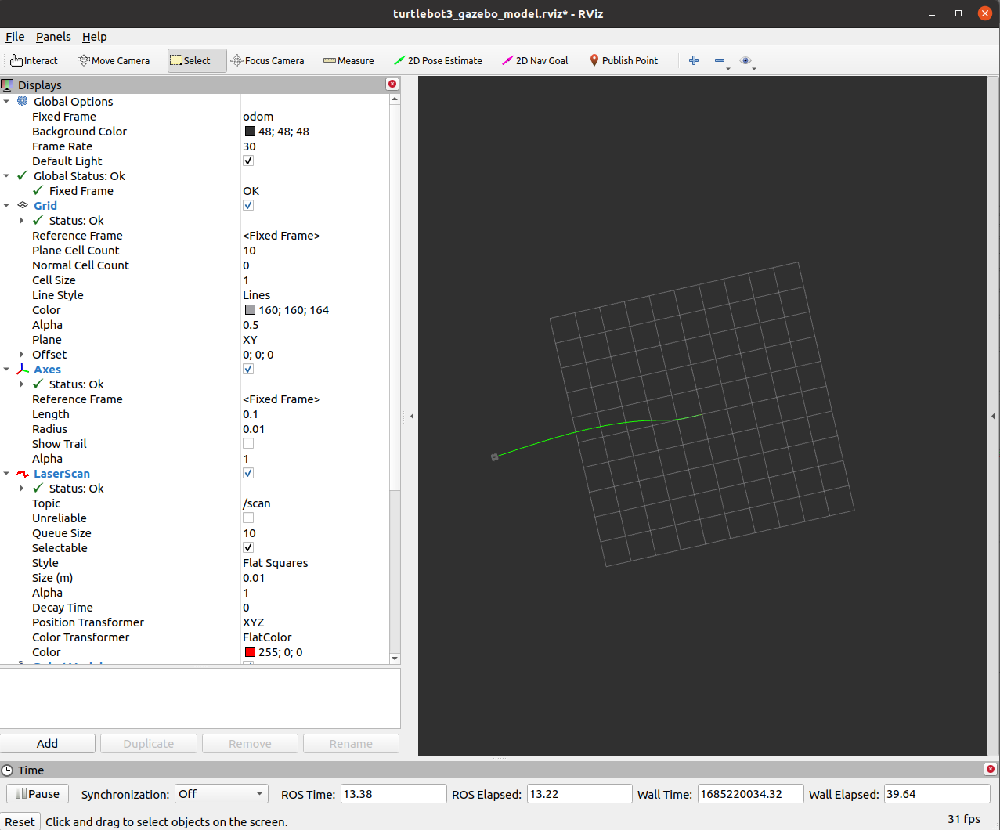 turtlebot3_gazebo_model.rviz* - RViz
File Panels Help
Interact Move Camera Select Focus Camera Measure 2D Pose Estimate 2D Nav Goal Publish Point
Displays
Global Options
Fixed Frame odom
Background Color 48; 48; 48
Frame Rate 30
Default Light
Global Status: Ok
Fixed Frame OK
Grid
Status: Ok
Reference Frame <Fixed Frame>
Plane Cell Count 10
Normal Cell Count 0
Cell Size 1
Line Style Lines
Color 160; 160; 164
Alpha 0.5
Plane XY
Offset 0; 0; 0
Axes
Status: Ok
Reference Frame <Fixed Frame>
Length 0.1
Radius 0.01
Show Trail
Alpha 1
LaserScan
Status: Ok
Topic /scan
Unreliable
Queue Size 10
Selectable
Style Flat Squares
Size (m) 0.01
Alpha 1
Decay Time 0
Position Transformer XYZ
Color Transformer FlatColor
Color 255; 0; 0
Add Duplicate Remove Rename
Time
Pause Synchronization: Off ROS Time: 13.38 ROS Elapsed: 13.22 Wall Time: 1685220034.32 Wall Elapsed: 39.64
Reset Click and drag to select objects on the screen. 31 fps